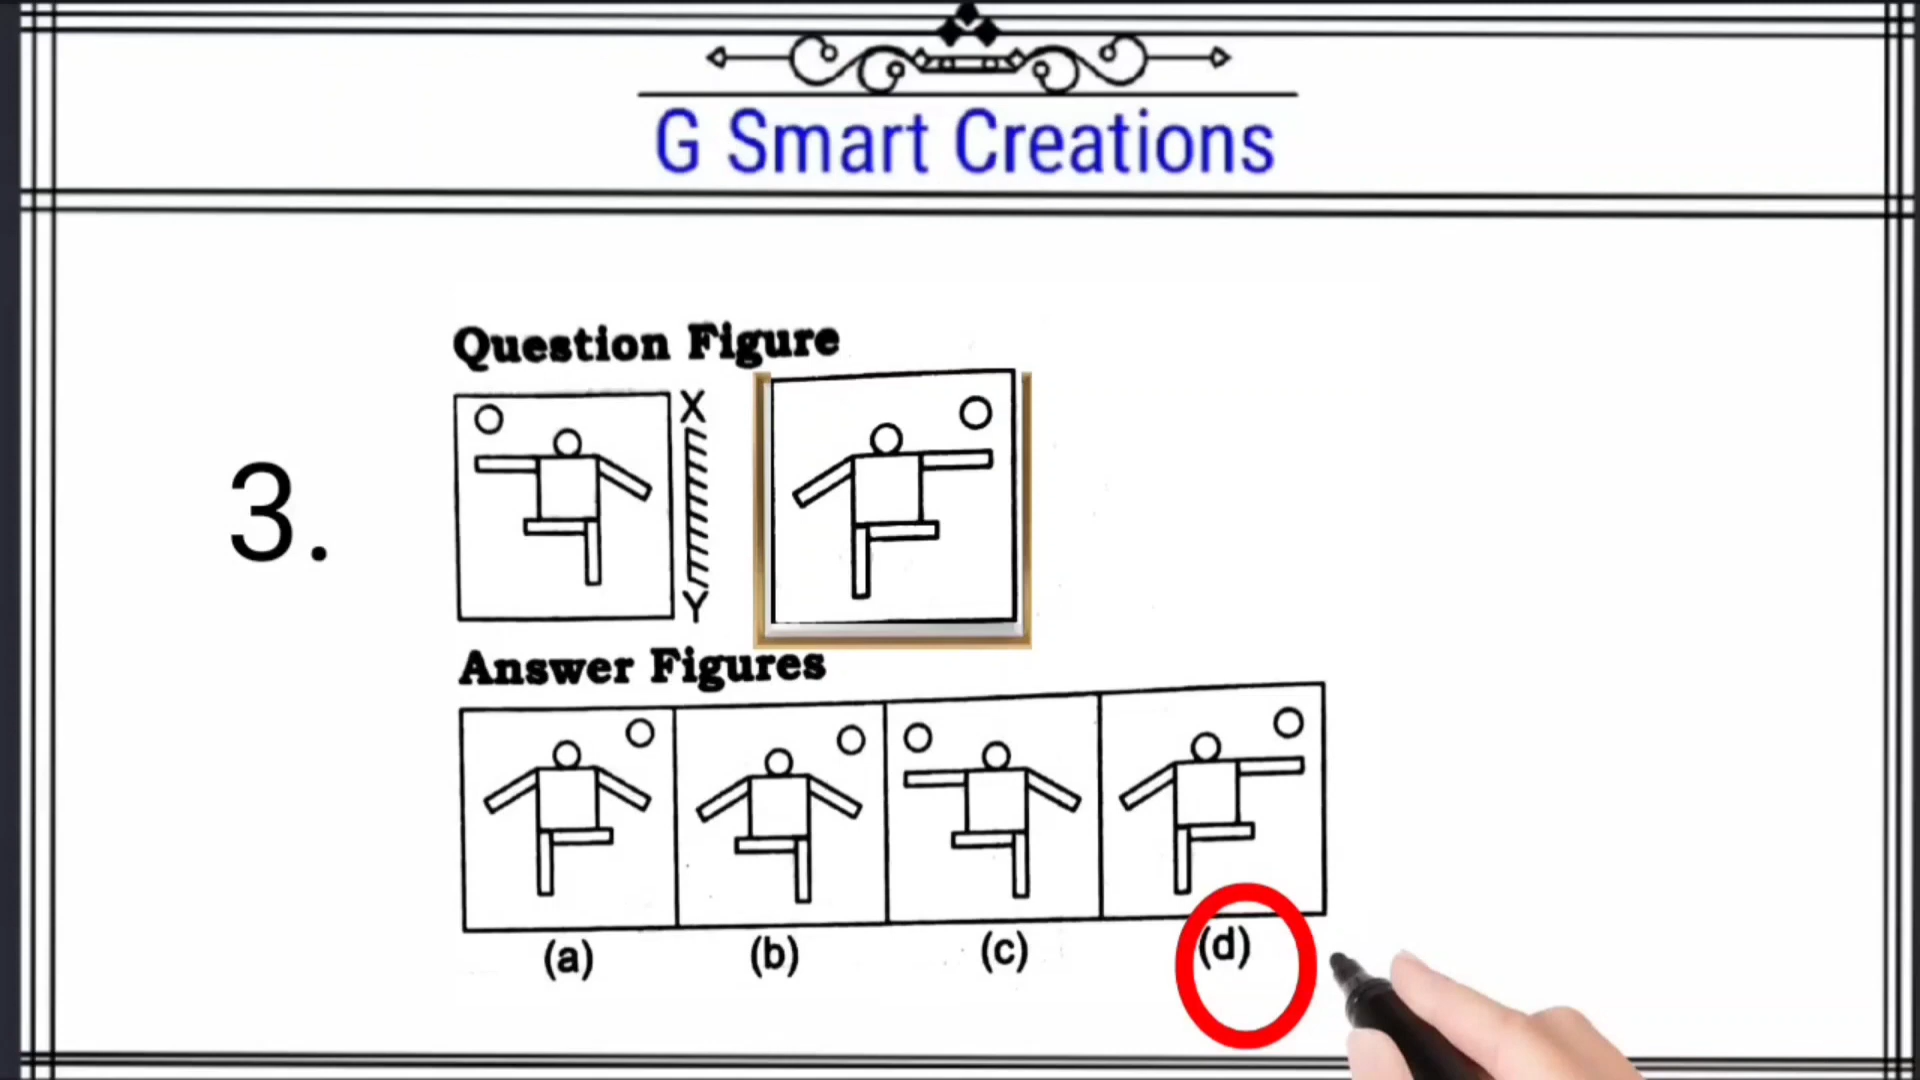 G Smart Creations
Question Figure
3.
X
Y
Answer Figures
(a) (b) (c) (d)